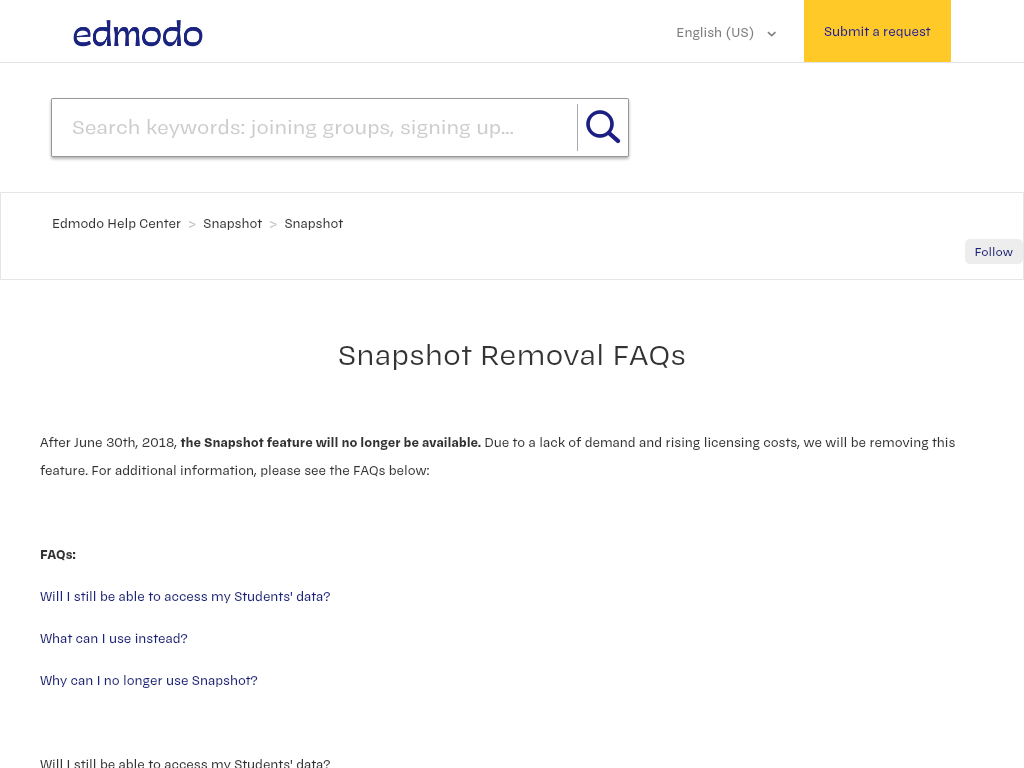 edmodo
English (US)
Submit a request
Search keywords: joining groups, signing up...
Edmodo Help Center > Snapshot > Snapshot
Follow
Snapshot Removal FAQs
After June 30th, 2018, the Snapshot feature will no longer be available. Due to a lack of demand and rising licensing costs, we will be removing this
feature. For additional information, please see the FAQs below:
FAQs:
Will I still be able to access my Students' data?
What can I use instead?
Why can I no longer use Snapshot?
Will I still be able to access my Students' data?